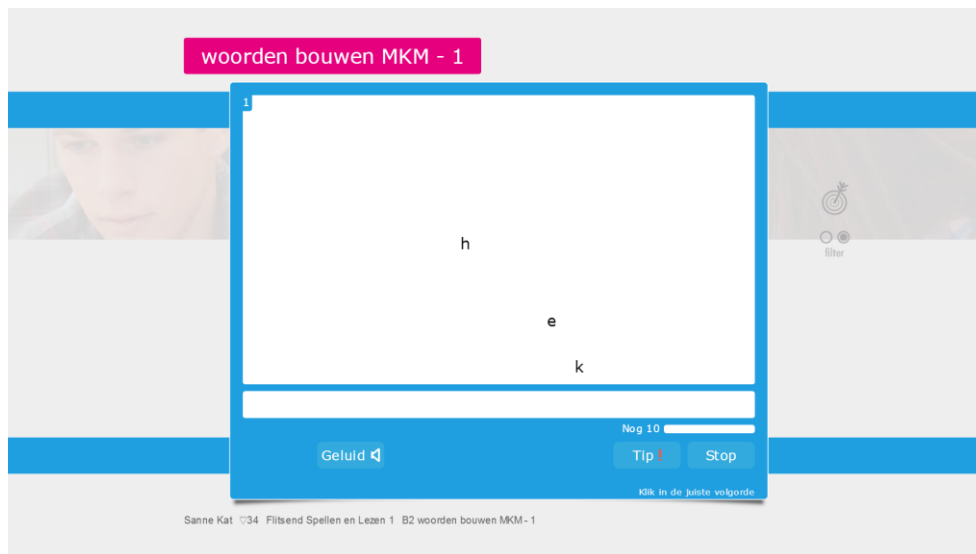 woorden bouwen MKM - 1
1
h
e
k
Nog 10
Geluid
Tip !
Stop
Klik in de juiste volgorde
filter
Sanne Kat ♡34 Flitsend Spellen en Lezen 1 B2 woorden bouwen MKM - 1